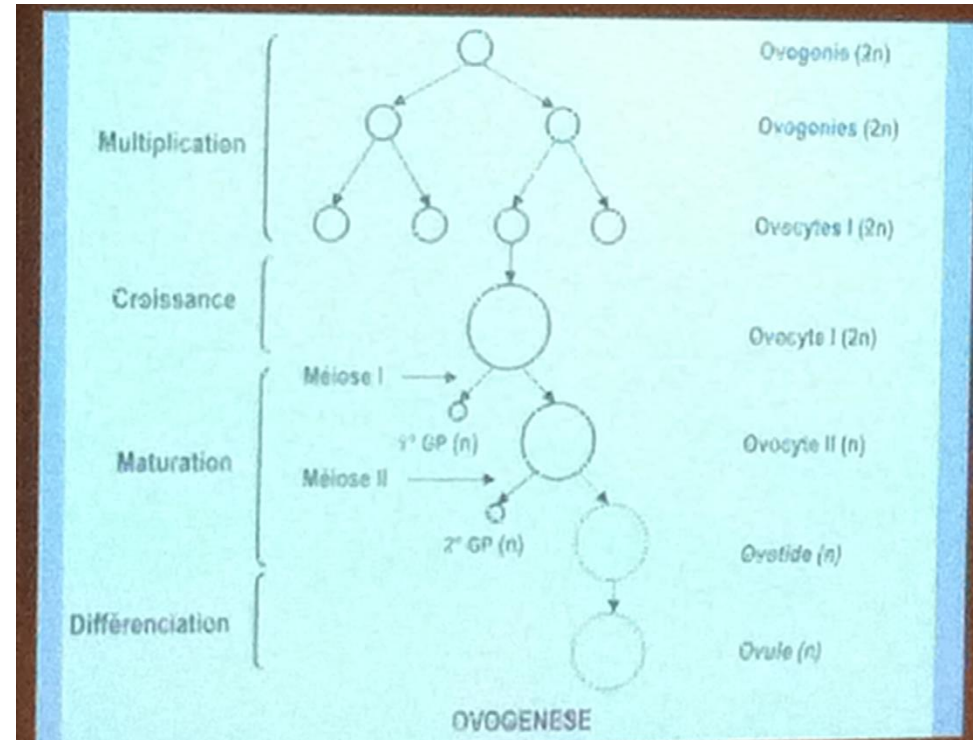 Multiplication
Ovogonie (2n)
Ovogonies (2n)
Ovocytes I (2n)
Croissance
Ovocyte I (2n)
Méiose I
1° GP (n)
Ovocyte II (n)
Maturation
Méiose II
2° GP (n)
Ovotide (n)
Différenciation
Ovule (n)
OVOGENESE